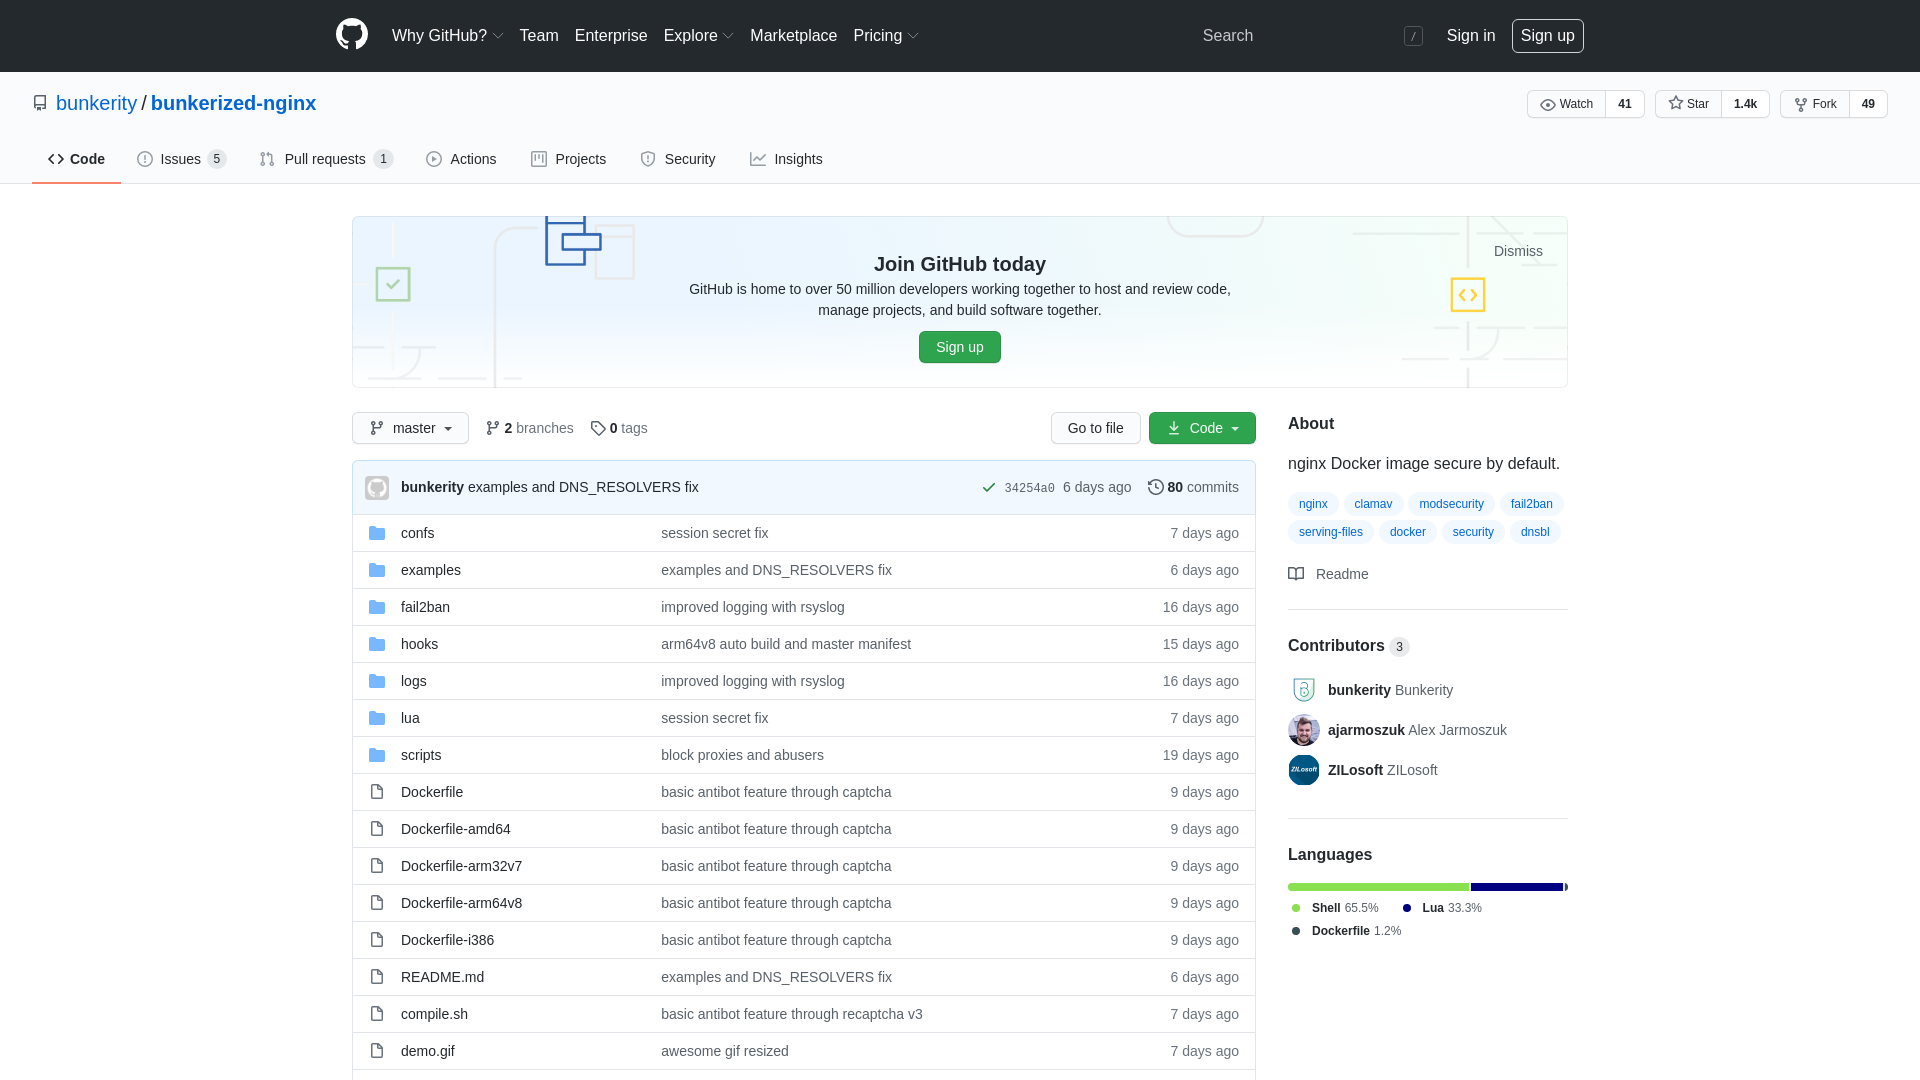 Why GitHub? Team Enterprise Explore Marketplace Pricing Search / Sign in Sign up
bunkerity / bunkerized-nginx Watch 41 Star 1.4k Fork 49
Code Issues 5 Pull requests 1 Actions Projects Security Insights
Dismiss
Join GitHub today
GitHub is home to over 50 million developers working together to host and review code,
manage projects, and build software together.
Sign up
master 2 branches 0 tags Go to file Code
bunkerity examples and DNS_RESOLVERS fix 34254a0 6 days ago 80 commits
confs session secret fix 7 days ago
examples examples and DNS_RESOLVERS fix 6 days ago
fail2ban improved logging with rsyslog 16 days ago
hooks arm64v8 auto build and master manifest 15 days ago
logs improved logging with rsyslog 16 days ago
lua session secret fix 7 days ago
scripts block proxies and abusers 19 days ago
Dockerfile basic antibot feature through captcha 9 days ago
Dockerfile-amd64 basic antibot feature through captcha 9 days ago
Dockerfile-arm32v7 basic antibot feature through captcha 9 days ago
Dockerfile-arm64v8 basic antibot feature through captcha 9 days ago
Dockerfile-i386 basic antibot feature through captcha 9 days ago
README.md examples and DNS_RESOLVERS fix 6 days ago
compile.sh basic antibot feature through recaptcha v3 7 days ago
demo.gif awesome gif resized 7 days ago
About
nginx Docker image secure by default.
nginx clamav modsecurity fail2ban
serving-files docker security dnsbl
Readme
Contributors 3
bunkerity Bunkerity
ajarmoszuk Alex Jarmoszuk
ZILosoft ZILosoft ZILosoft
Languages
Shell 65.5% Lua 33.3%
Dockerfile 1.2%